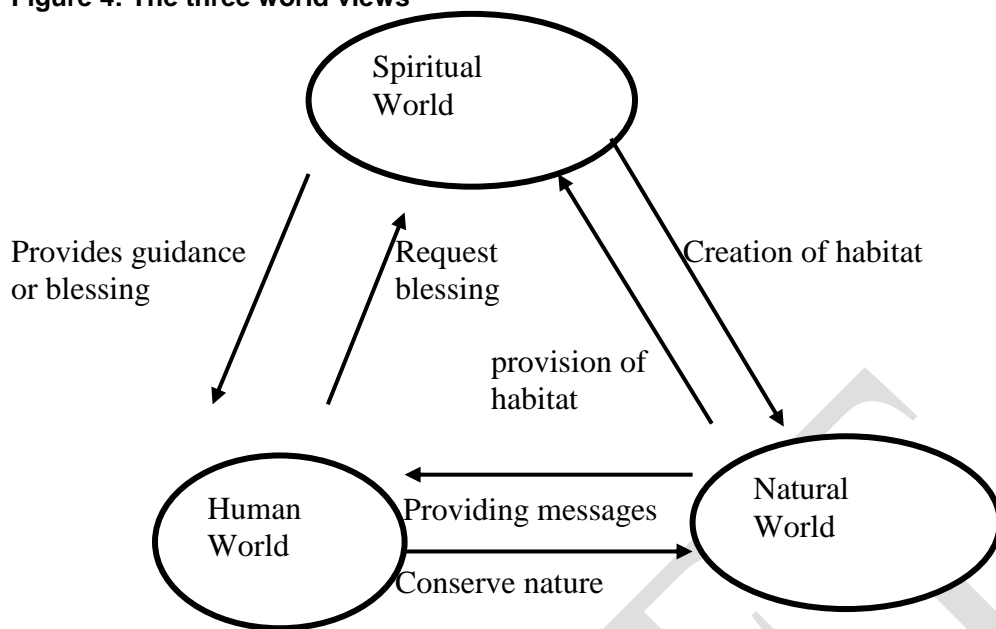 Figure 4: The three world views
Spiritual
World
Provides guidance
or blessing
Request
blessing
Creation of habitat
provision of
habitat
Human
World
Providing messages
Conserve nature
Natural
World